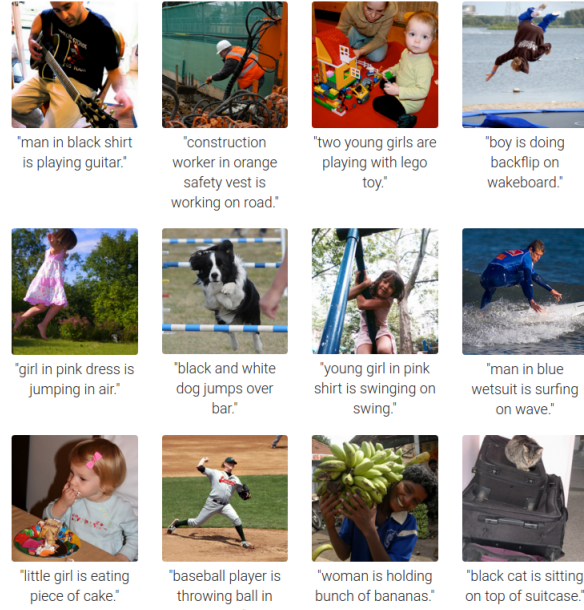 "man in black shirt
is playing guitar."
"construction
worker in orange
safety vest is
working on road."
"two young girls are
playing with lego
toy."
"boy is doing
backflip on
wakeboard."
"girl in pink dress is
jumping in air."
"black and white
dog jumps over
bar."
"young girl in pink
shirt is swinging on
swing."
"man in blue
wetsuit is surfing
on wave."
"little girl is eating
piece of cake."
"baseball player is
throwing ball in
"woman is holding
bunch of bananas."
"black cat is sitting
on top of suitcase."